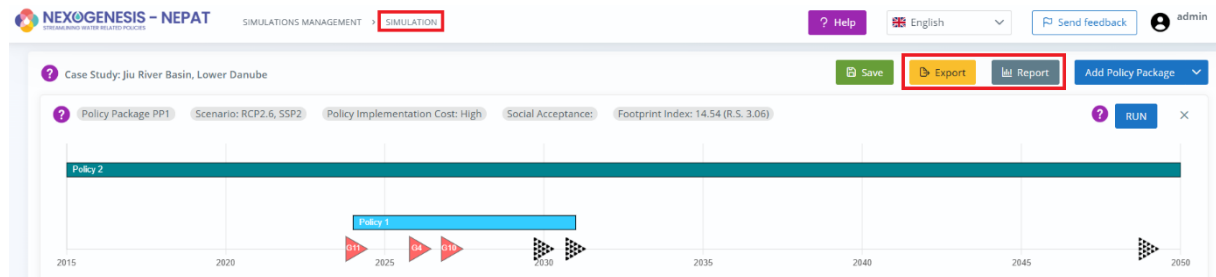 NEXOGENESIS - NEPAT
STREAMLINING WATER RELATED POLICIES
SIMULATIONS MANAGEMENT > SIMULATION
? Help
English
Send feedback
admin
? Case Study: Jiu River Basin, Lower Danube
Save
Export
Report
Add Policy Package
? Policy Package PP1 Scenario: RCP2.6, SSP2 Policy Implementation Cost: High Social Acceptance: Footprint Index: 14.54 (R.S. 3.06)
? RUN ×
Policy 2
Policy 1
G11 G4 G10
2015 2020 2025 2030 2035 2040 2045 2050